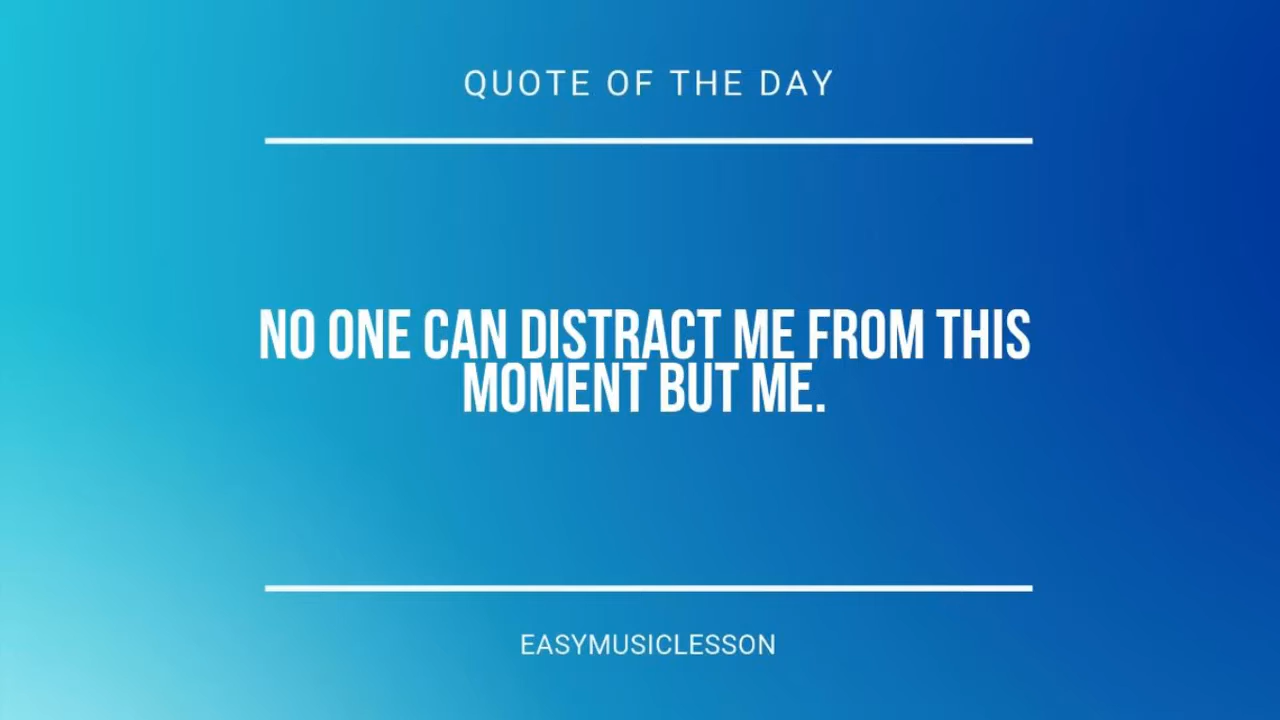 QUOTE OF THE DAY
NO ONE CAN DISTRACT ME FROM THIS
MOMENT BUT ME.
EASYMUSICLESSON